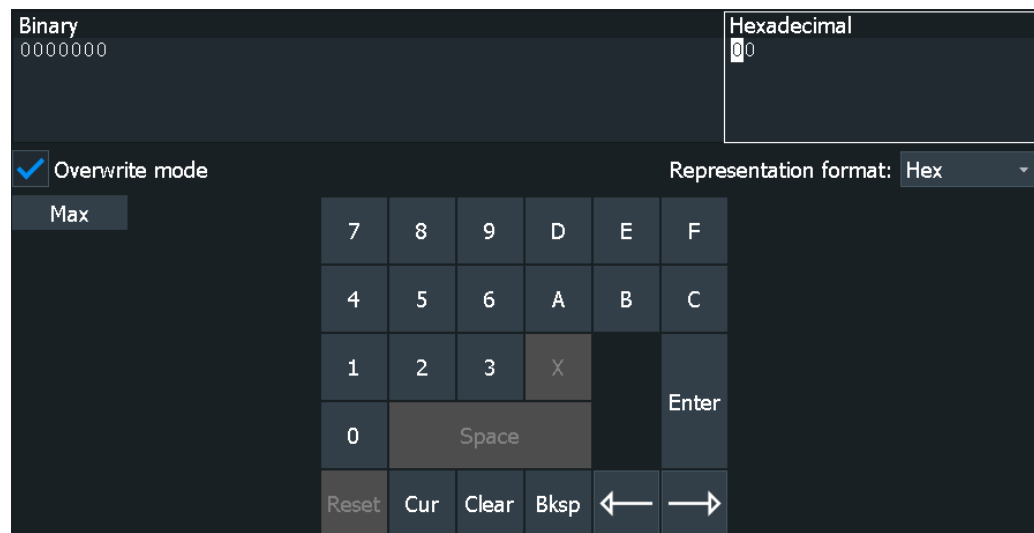 Binary
0000000
Hexadecimal
00
Overwrite mode
Representation format: Hex
Max
7 8 9 D E F
4 5 6 A B C
1 2 3 X
Enter
0 Space
Reset Cur Clear Bksp